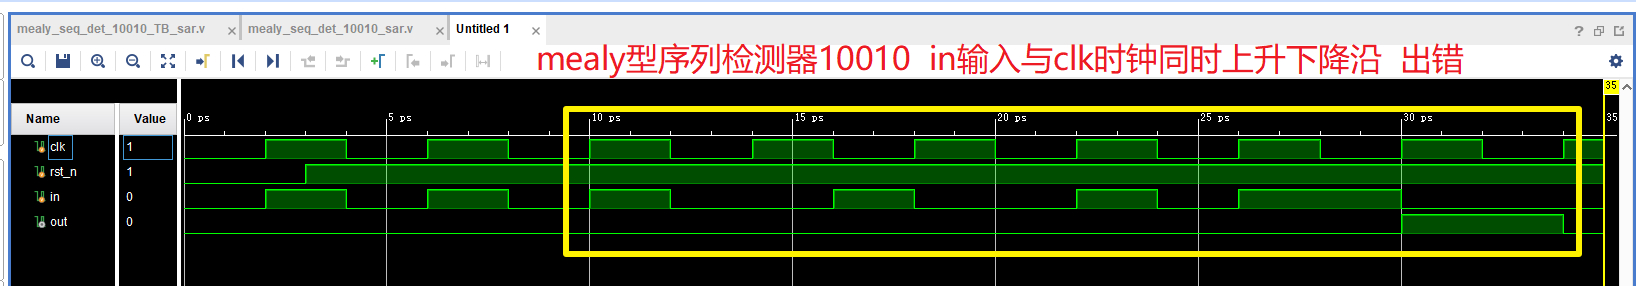 mealy_seq_det_10010_TB_sar.v × mealy_seq_det_10010_sar.v × Untitled 1 ×
mealy型序列检测器10010 in输入与clk时钟同时上升下降沿 出错
35
Name Value 0 ps 5 ps 10 ps 15 ps 20 ps 25 ps 30 ps 35
clk 1
rst_n 1
in 0
out 0